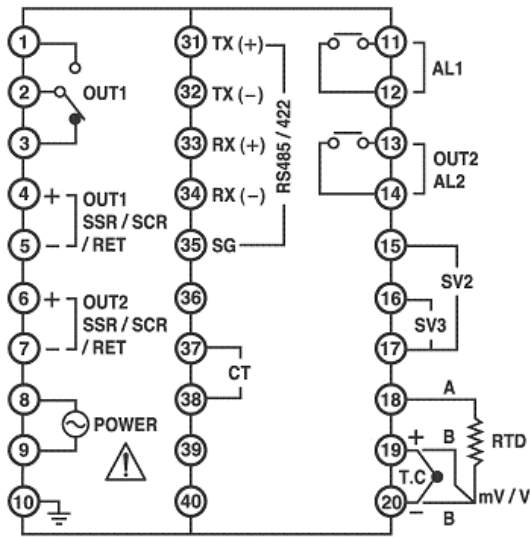 1
2
OUT1
3
4 +
OUT1
SSR / SCR
/ RET
5 −
6 +
OUT2
SSR / SCR
/ RET
7 −
8
POWER
9
10
31 TX (+)
32 TX (−)
33 RX (+)
34 RX (−)
35 SG
RS485 / 422
36
37
CT
38
39
40
11
AL1
12
13
OUT2
AL2
14
15
SV2
16
SV3
17
18 A
RTD
19 + B
T.C
mV / V
20 − B